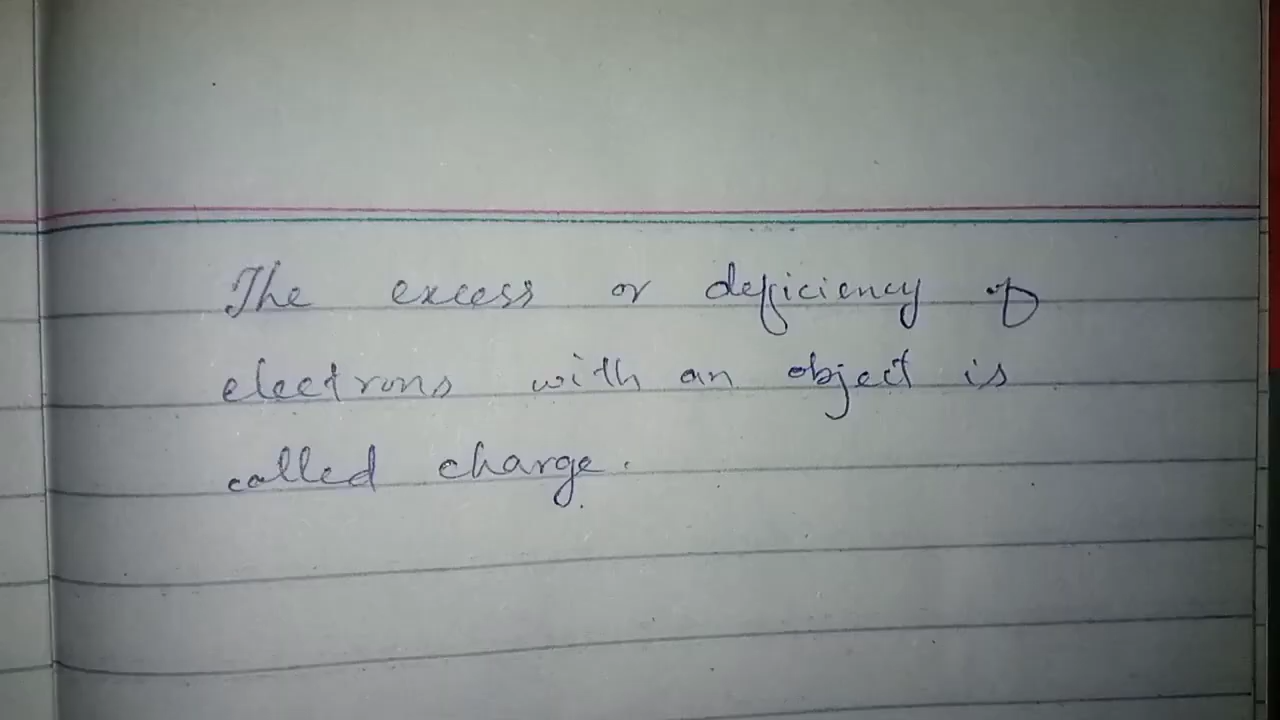 The excess or deficiency of
electrons with an object is
called charge.